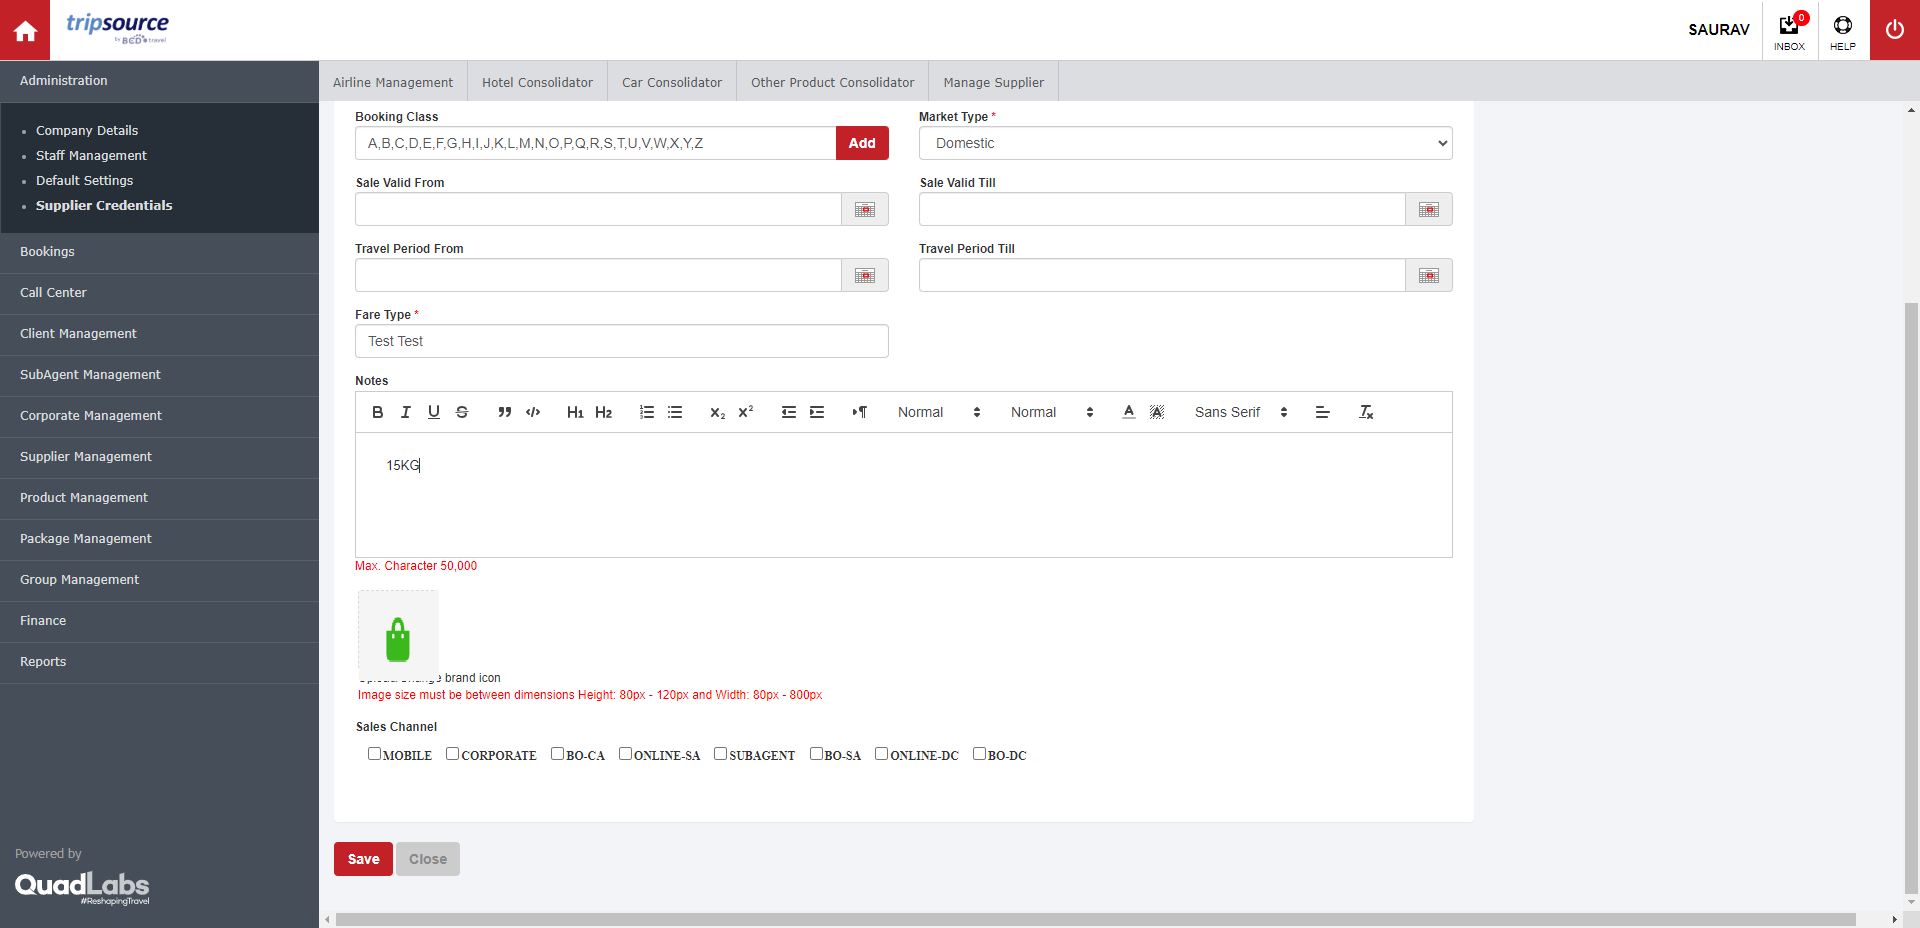 tripsource
by BCD travel
SAURAV
0
INBOX
HELP
Administration
Company Details
Staff Management
Default Settings
Supplier Credentials
Bookings
Call Center
Client Management
SubAgent Management
Corporate Management
Supplier Management
Product Management
Package Management
Group Management
Finance
Reports
Powered by
QuadLabs
#ReshapingTravel
Airline Management
Hotel Consolidator
Car Consolidator
Other Product Consolidator
Manage Supplier
Booking Class
A,B,C,D,E,F,G,H,I,J,K,L,M,N,O,P,Q,R,S,T,U,V,W,X,Y,Z
Add
Market Type *
Domestic
Sale Valid From
Sale Valid Till
Travel Period From
Travel Period Till
Fare Type *
Test Test
Notes
B I U S
H1 H2
X2 X2
Normal
Normal
A A
Sans Serif
Tx
15KG
Max. Character 50,000
brand icon
Image size must be between dimensions Height: 80px - 120px and Width: 80px - 800px
Sales Channel
MOBILE CORPORATE BO-CA ONLINE-SA SUBAGENT BO-SA ONLINE-DC BO-DC
Save
Close